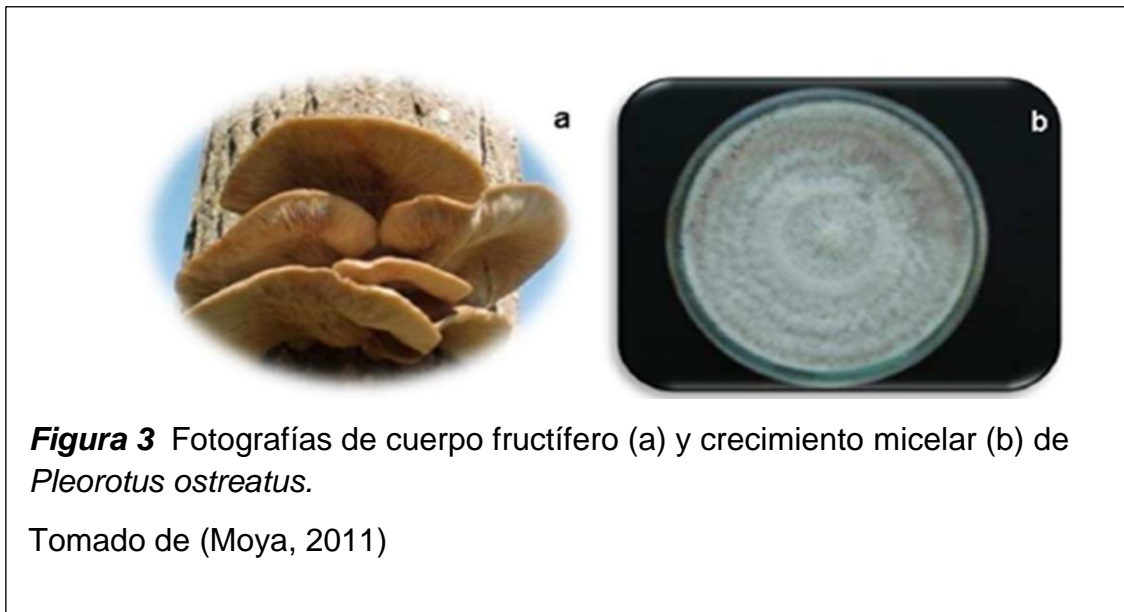 a
b
Figura 3 Fotografías de cuerpo fructífero (a) y crecimiento micelar (b) de
Pleorotus ostreatus.
Tomado de (Moya, 2011)